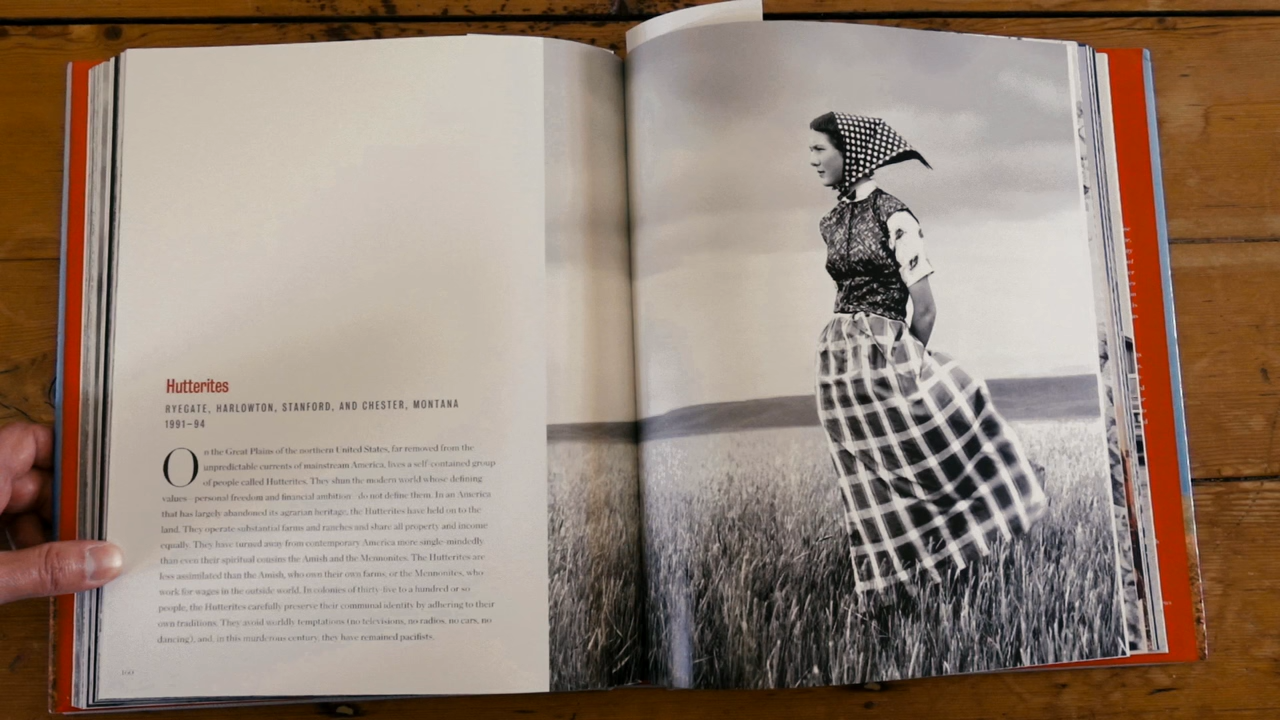 Hutterites
RYEGATE, HARLOWTON, STANFORD, AND CHESTER, MONTANA
1991–94
On the Great Plains of the northern United States, far removed from the
unpredictable currents of mainstream America, lives a self-contained group
of people called Hutterites. They shun the modern world whose defining
values—personal freedom and financial ambition—do not define them. In an America
that has largely abandoned its agrarian heritage, the Hutterites have held on to the
land. They operate substantial farms and ranches and share all property and income
equally. They have turned away from contemporary America more single-mindedly
than even their spiritual cousins the Amish and the Mennonites. The Hutterites are
less assimilated than the Amish, who own their own farms, or the Mennonites, who
work for wages in the outside world. In colonies of thirty-five to a hundred or so
people, the Hutterites carefully preserve their communal identity by adhering to their
own traditions. They avoid worldly temptations (no televisions, no radios, no cars, no
dancing), and, in this murderous century, they have remained pacifists.